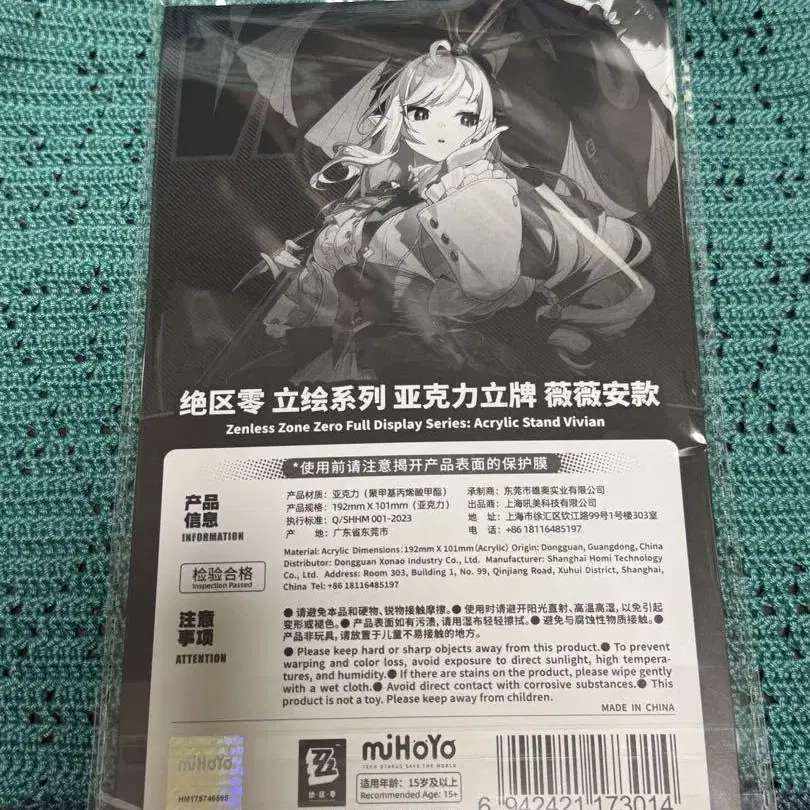 绝区零 立绘系列 亚克力立牌 薇薇安款
Zenless Zone Zero Full Display Series: Acrylic Stand Vivian
*使用前请注意揭开产品表面的保护膜
产品
信息
INFORMATION
检验合格
Inspection Passed
产品材质：亚克力（聚甲基丙烯酸甲酯）
产品规格：192mm X 101mm（亚克力）
执行标准：Q/SHHM 001-2023
产 地：广东省东莞市
承制商：东莞市雄奥实业有限公司
出品商：上海吼美科技有限公司
地 址：上海市徐汇区钦江路99号1号楼303室
电 话：+86 18116485197
Material: Acrylic Dimensions:192mm X 101mm(Acrylic) Origin: Dongguan, Guangdong, China
Distributor: Dongguan Xonao Industry Co., Ltd. Manufacturer: Shanghai Homi Technology
Co., Ltd. Address: Room 303, Building 1, No. 99, Qinjiang Road, Xuhui District, Shanghai,
China Tel: +86 18116485197
注意
事项
ATTENTION
● 请避免本品和硬物、锐物接触摩擦。● 使用时请避开阳光直射、高温高湿，以免引起
变形或褪色。● 产品表面如有污渍，请用湿布轻轻擦拭。● 避免与腐蚀性物质接触。●
产品非玩具，请放置于儿童不易接触的地方。
● Please keep hard or sharp objects away from this product.● To prevent
warping and color loss, avoid exposure to direct sunlight, high tempera-
tures, and humidity.● If there are stains on the product, please wipe gently
with a wet cloth.● Avoid direct contact with corrosive substances.● This
product is not a toy. Please keep away from children.
MADE IN CHINA
miHoYo
HM175746565
绝·区·零
miHoYo
TECH OTAKUS SAVE THE WORLD
适用年龄：15岁及以上
Recommended Age: 15+
6 942421 173014